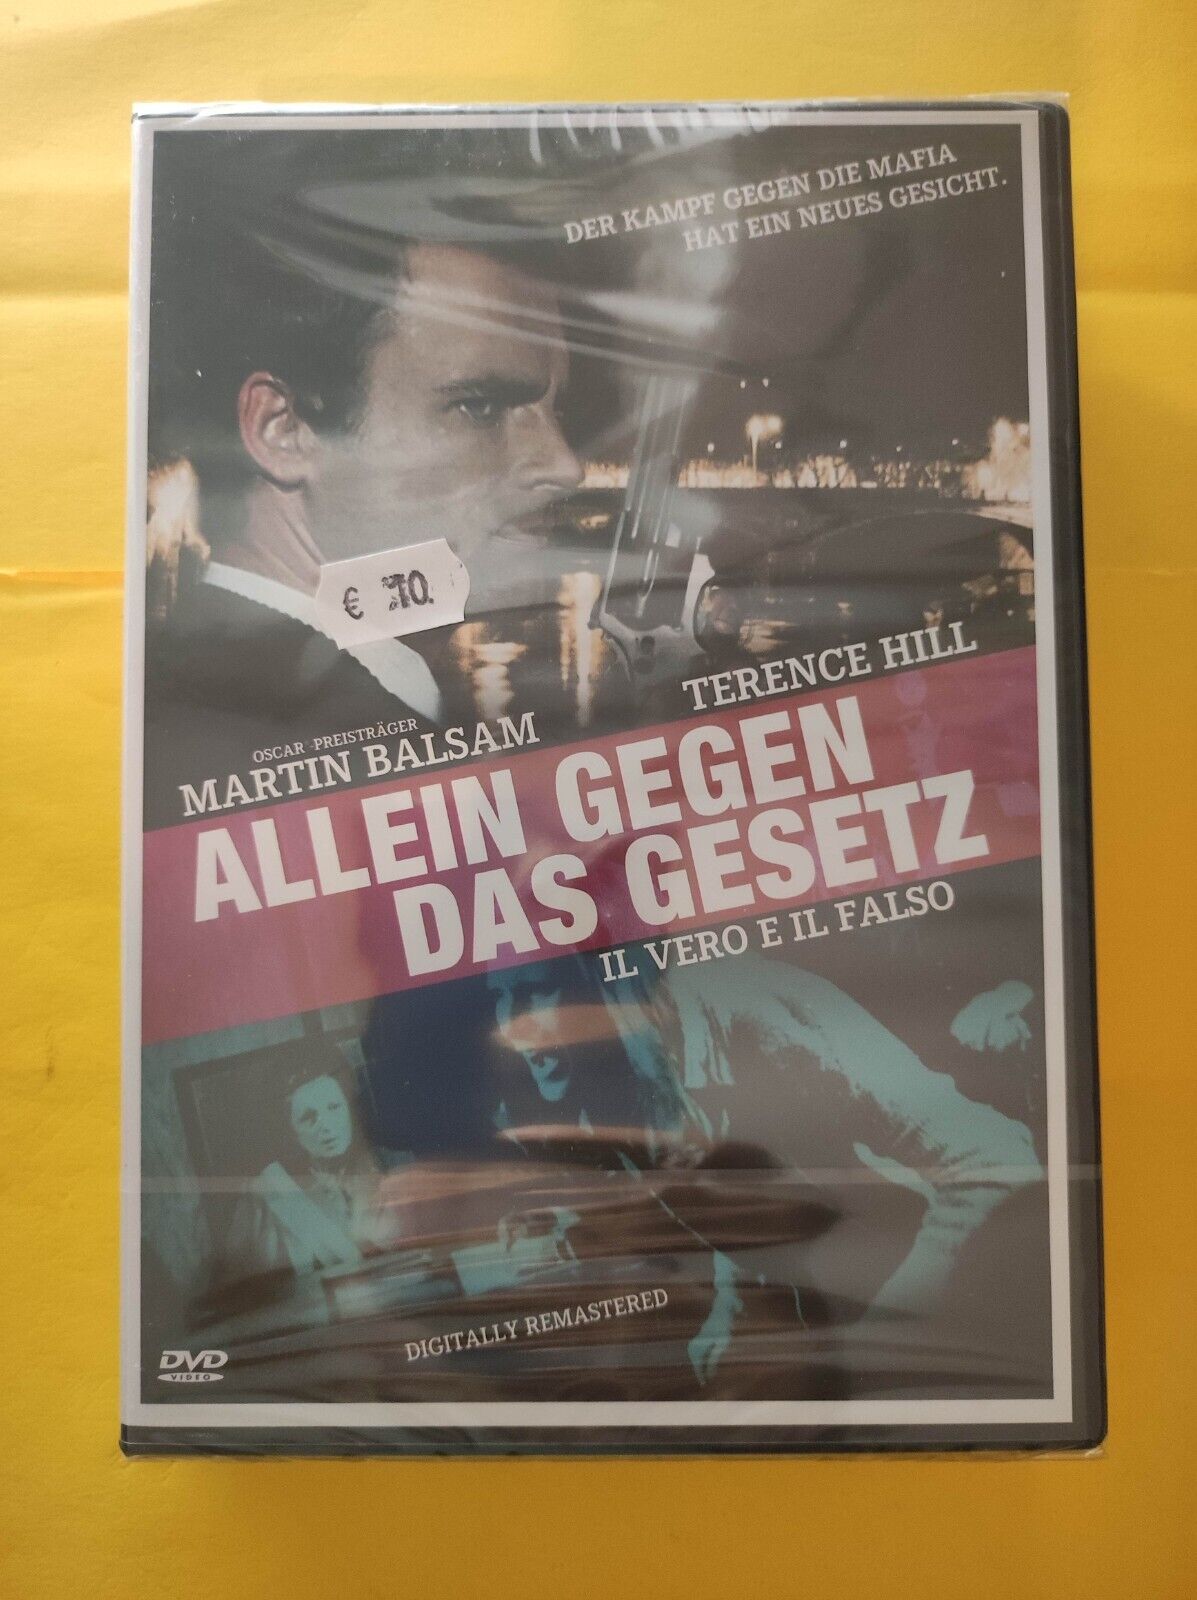 DER KAMPF GEGEN DIE MAFIA
HAT EIN NEUES GESICHT.
€ 10.
TERENCE HILL
OSCAR -PREISTRÄGER
MARTIN BALSAM
ALLEIN GEGEN
DAS GESETZ
IL VERO E IL FALSO
DIGITALLY REMASTERED
DVD
VIDEO